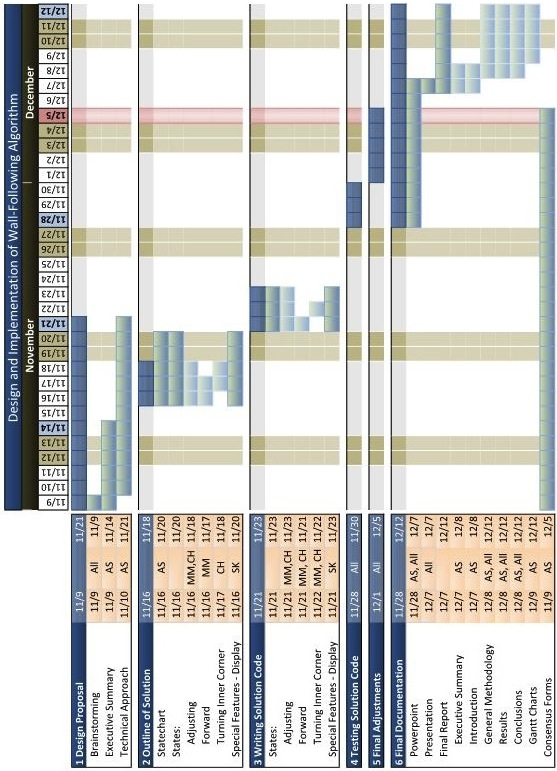 Design and Implementation of Wall-Following Algorithm
November December
11/9 11/10 11/11 11/12 11/13 11/14 11/15 11/16 11/17 11/18 11/19 11/20 11/21 11/22 11/23 11/24 11/25 11/26 11/27 11/28 11/29 11/30 12/1 12/2 12/3 12/4 12/5 12/6 12/7 12/8 12/9 12/10 12/11 12/12
1 Design Proposal 11/9 11/21
Brainstorming 11/9 All 11/9
Executive Summary 11/9 AS 11/14
Technical Approach 11/10 AS 11/21
2 Outline of Solution 11/16 11/18
Statechart 11/16 AS 11/20
States: 11/16 11/20
Adjusting 11/16 MM,CH 11/18
Forward 11/16 MM 11/17
Turning Inner Corner 11/17 CH 11/18
Special Features - Display 11/16 SK 11/20
3 Writing Solution Code 11/21 11/23
States: 11/21 11/23
Adjusting 11/21 MM,CH 11/23
Forward 11/21 MM, CH 11/21
Turning Inner Corner 11/22 MM, CH 11/22
Special Features - Display 11/21 SK 11/23
4 Testing Solution Code 11/28 All 11/30
5 Final Adjustments 12/1 All 12/5
6 Final Documentation 11/28 12/12
Powerpoint 11/28 AS, All 12/7
Presentation 12/7 All 12/7
Final Report 12/7 12/12
Executive Summary 12/7 AS 12/8
Introduction 12/7 AS 12/8
General Methodology 12/8 AS, All 12/12
Results 12/8 AS, All 12/12
Conclusions 12/8 AS, All 12/12
Gantt Charts 12/9 AS 12/12
Consensus Forms 11/9 AS 12/5